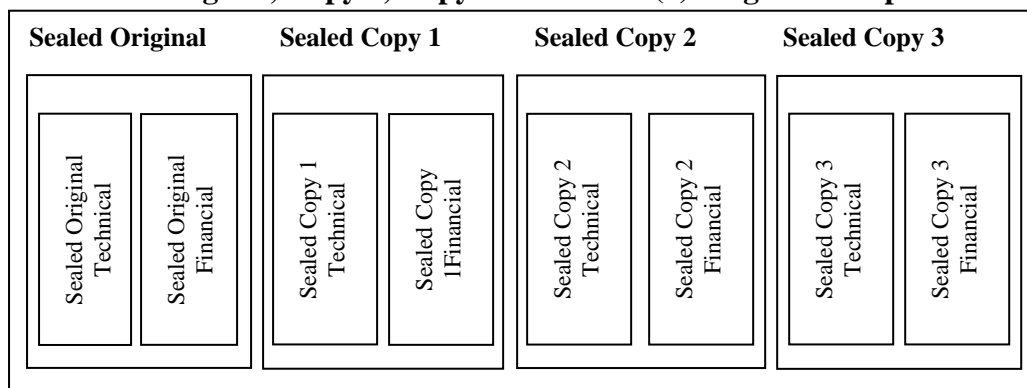 Sealed Original
Sealed Copy 1
Sealed Copy 2
Sealed Copy 3
Sealed Original
Technical
Sealed Original
Financial
Sealed Copy 1
Technical
Sealed Copy
1Financial
Sealed Copy 2
Technical
Sealed Copy 2
Financial
Sealed Copy 3
Technical
Sealed Copy 3
Financial